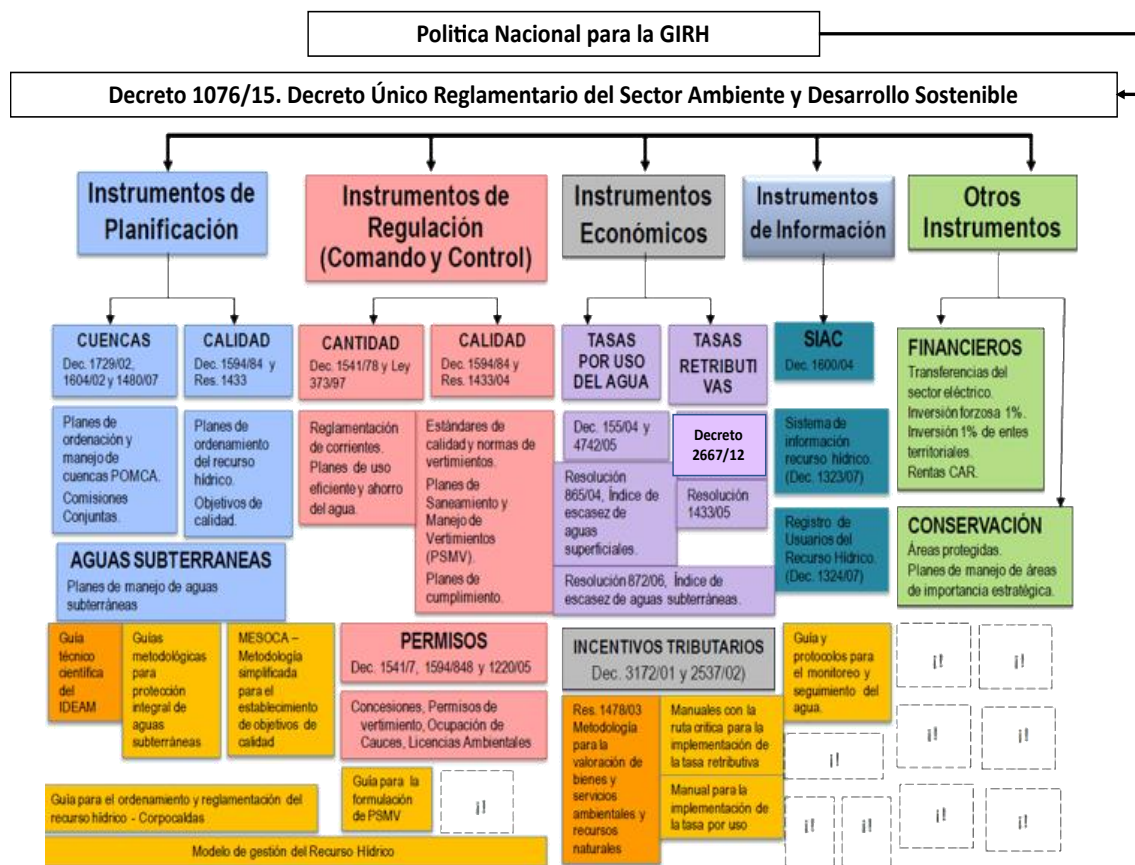 Politica Nacional para la GIRH
Decreto 1076/15. Decreto Único Reglamentario del Sector Ambiente y Desarrollo Sostenible
Instrumentos de
Planificación
Instrumentos de
Regulación
(Comando y Control)
Instrumentos
Económicos
Instrumentos
de Información
Otros
Instrumentos
CUENCAS
Dec. 1729/02,
1604/02 y 1480/07
CALIDAD
Dec. 1594/84 y
Res. 1433
CANTIDAD
Dec. 1541/78 y Ley
373/97
CALIDAD
Dec. 1594/84 y
Res. 1433/04
TASAS
POR USO
DEL AGUA
TASAS
RETRIBUTI
VAS
SIAC
Dec. 1600/04
FINANCIEROS
Transferencias del
sector eléctrico.
Inversión forzosa 1%.
Inversión 1% de entes
territoriales.
Rentas CAR.
Planes de
ordenación y
manejo de
cuencas POMCA.
Comisiones
Conjuntas.
Planes de
ordenamiento
del recurso
hídrico.
Objetivos de
calidad.
Reglamentación
de corrientes.
Planes de uso
eficiente y ahorro
del agua.
Estándares de
calidad y normas de
vertimientos.
Planes de
Saneamiento y
Manejo de
Vertimientos
(PSMV).
Planes de
cumplimiento.
Dec. 155/04 y
4742/05
Decreto
2667/12
Resolución
865/04, Índice de
escasez de
aguas
superficiales.
Resolución
1433/05
Resolución 872/06, Índice de
escasez de aguas subterráneas.
Sistema de
información
recurso hídrico.
(Dec. 1323/07)
Registro de
Usuarios del
Recurso Hídrico.
(Dec. 1324/07)
CONSERVACIÓN
Áreas protegidas.
Planes de manejo de áreas
de importancia estratégica.
AGUAS SUBTERRANEAS
Planes de manejo de aguas
subterráneas
Guía
técnico
científica
del
IDEAM
Guías
metodológicas
para
protección
integral de
aguas
subterráneas
MESOCA –
Metodología
simplificada
para el
establecimiento
de objetivos de
calidad
PERMISOS
Dec. 1541/7, 1594/848 y 1220/05
Concesiones, Permisos de
vertimiento, Ocupación de
Cauces, Licencias Ambientales
INCENTIVOS TRIBUTARIOS
Dec. 3172/01 y 2537/02)
Res. 1478/03
Metodología
para la
valoración de
bienes y
servicios
ambientales y
recursos
naturales
Manuales con la
ruta critica para la
implementación de
la tasa retributiva
Manual para la
implementación de
la tasa por uso
Guía y
protocolos para
el monitoreo y
seguimiento del
agua.
¡!
¡!
¡!
¡!
¡!
¡!
¡!
¡!
¡!
Guía para el ordenamiento y reglamentación del
recurso hídrico - Corpocaldas
Guía para la
formulación
de PSMV
¡!
Modelo de gestión del Recurso Hídrico